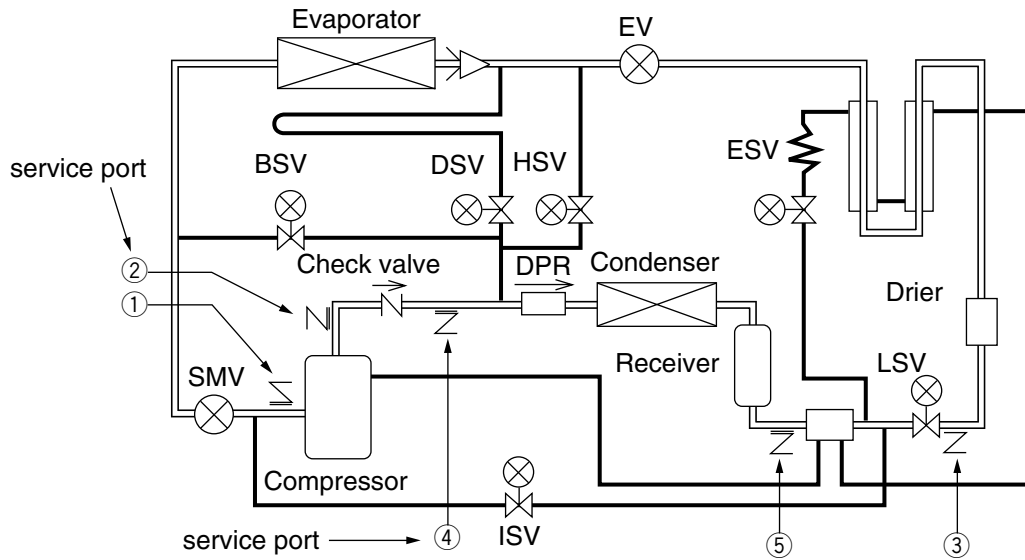 Evaporator
EV
service port
BSV
DSV
HSV
ESV
②
Check valve
DPR
Condenser
①
Drier
SMV
Receiver
LSV
Compressor
service port
④
ISV
⑤
③